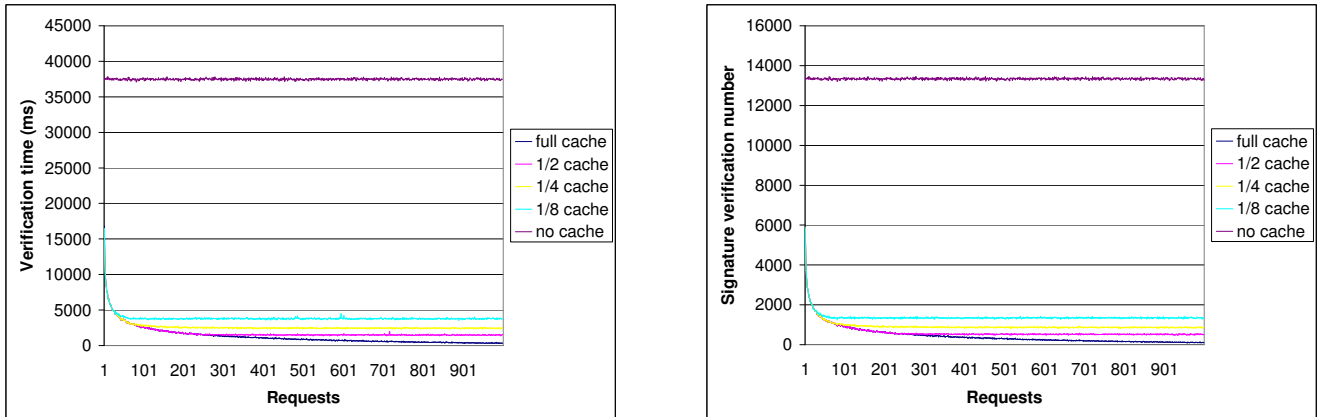 Verification time (ms)
45000
40000
35000
30000
25000
20000
15000
10000
5000
0
1 101 201 301 401 501 601 701 801 901
Requests
full cache
1/2 cache
1/4 cache
1/8 cache
no cache
Signature verification number
16000
14000
12000
10000
8000
6000
4000
2000
0
1 101 201 301 401 501 601 701 801 901
Requests
full cache
1/2 cache
1/4 cache
1/8 cache
no cache